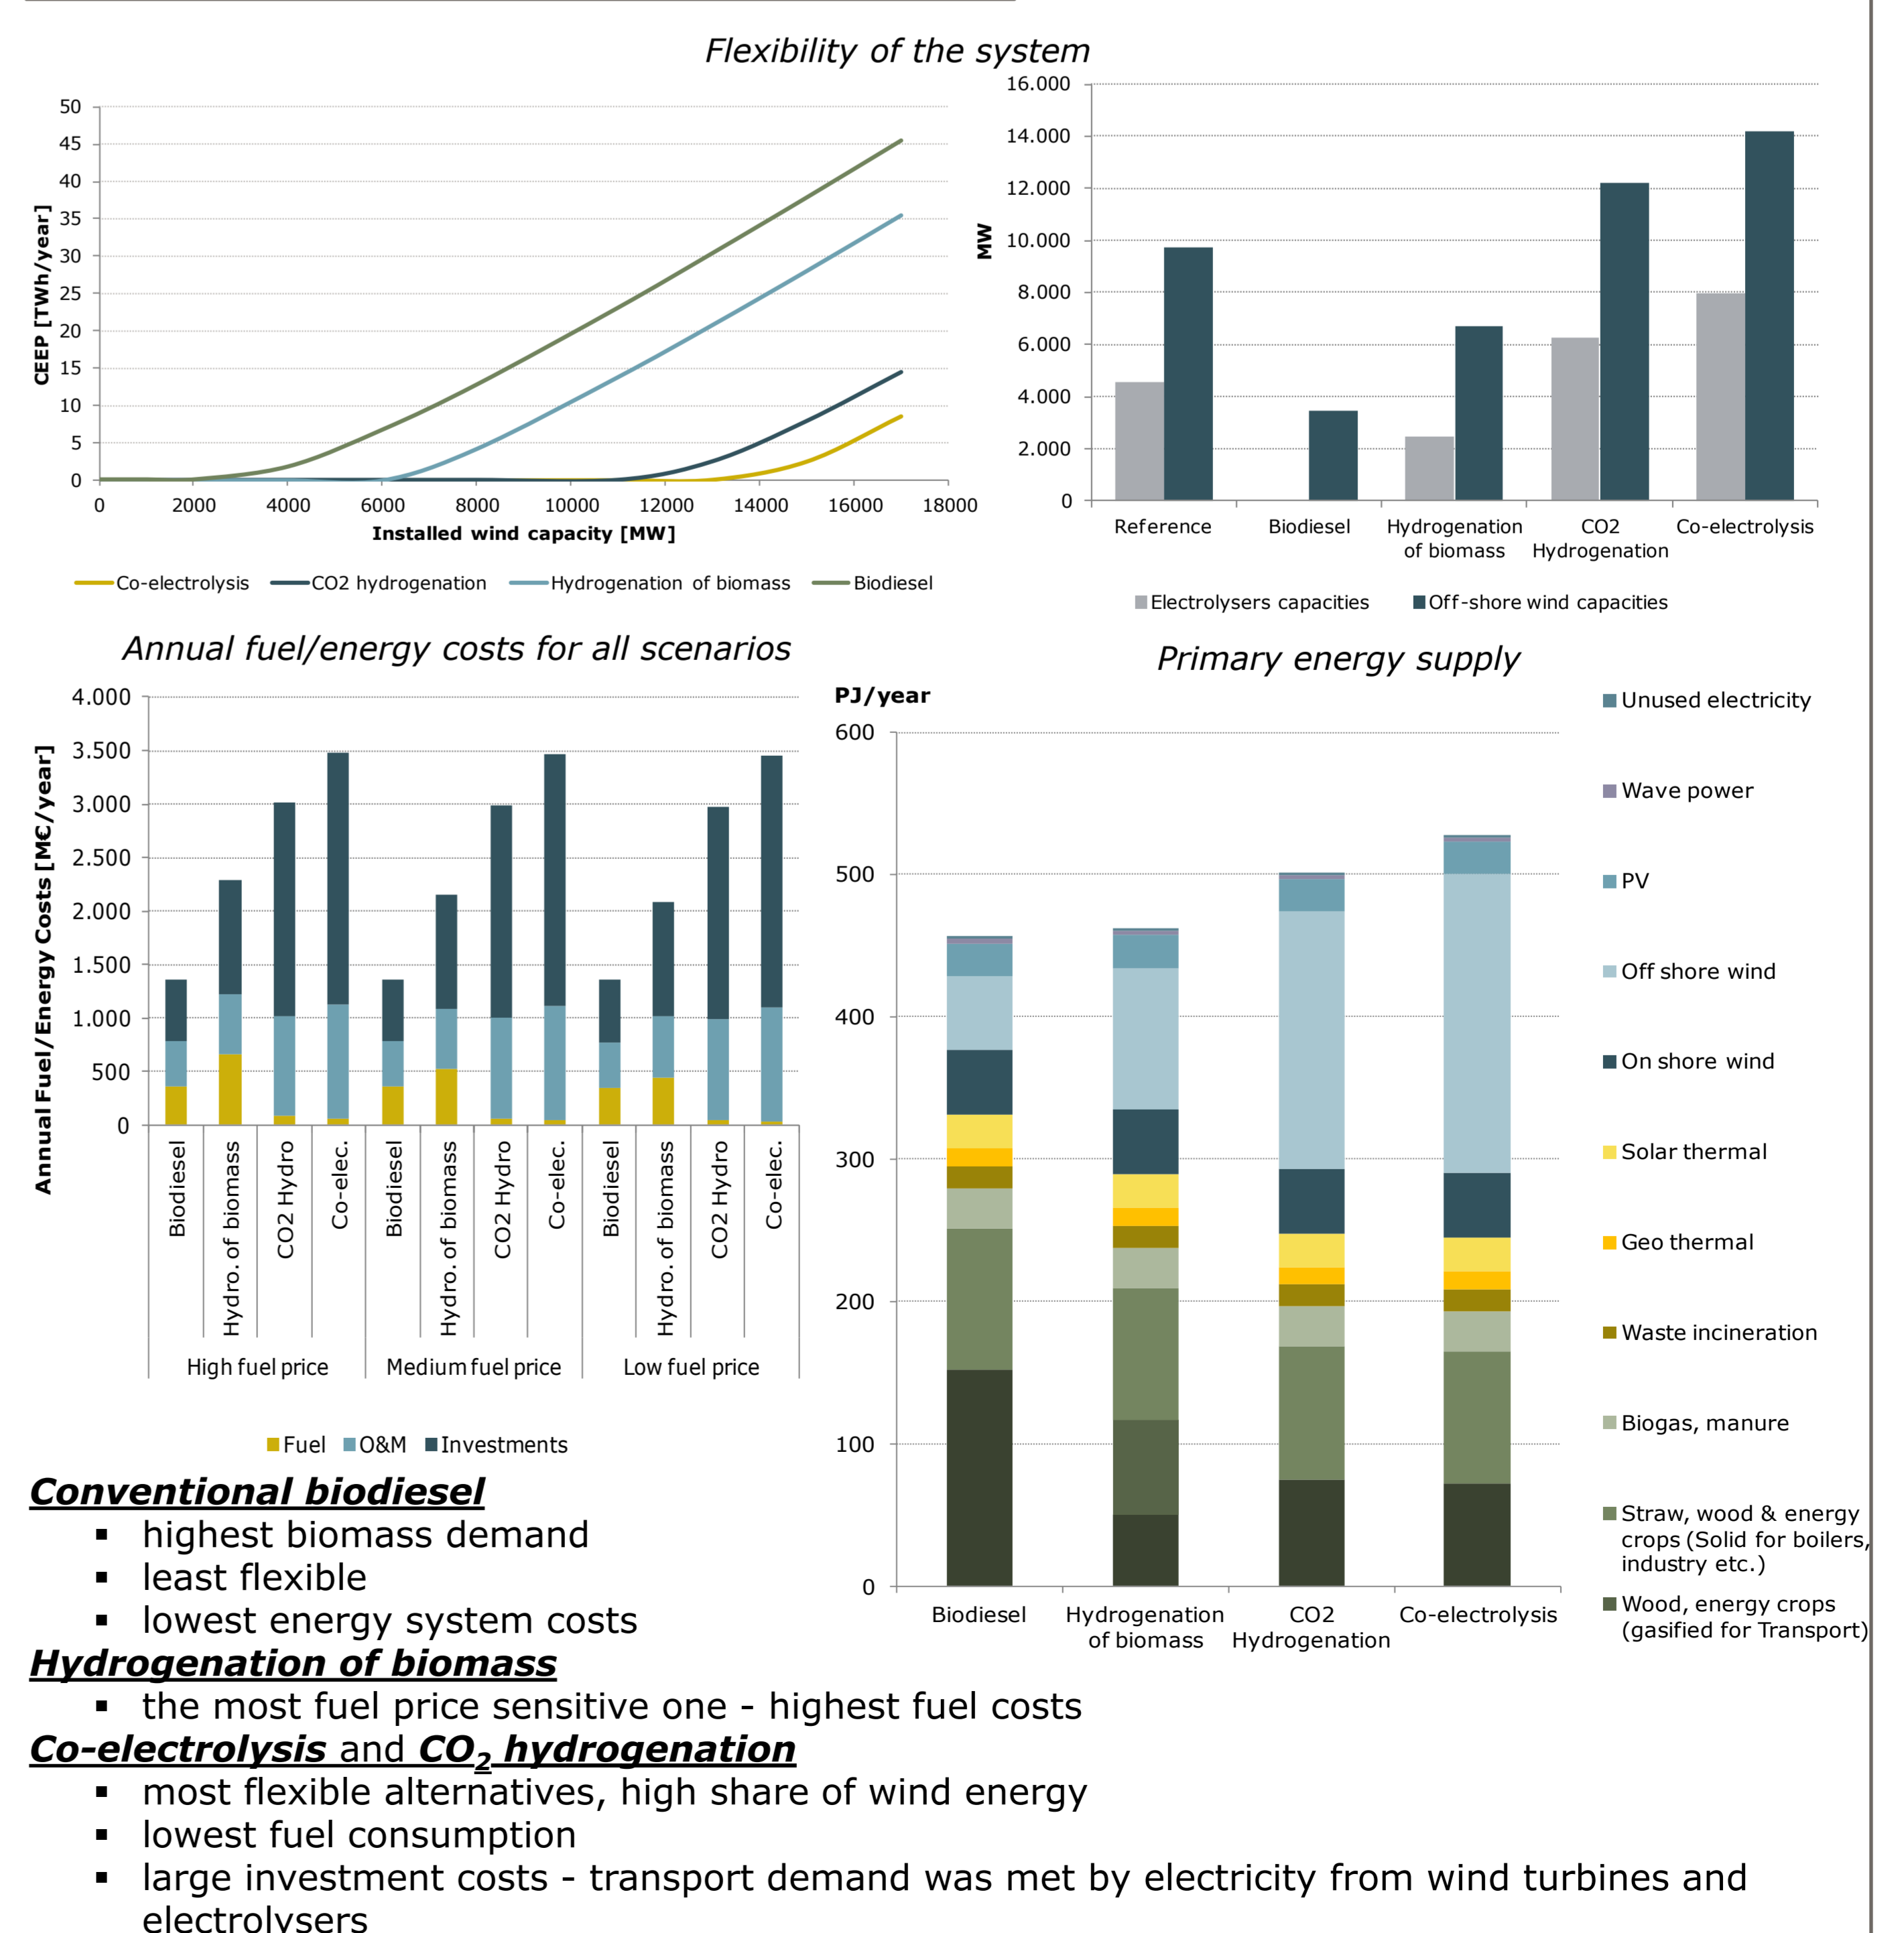 Flexibility of the system
50
45
40
35
30
25
20
15
10
5
0
CEEP [TWh/year]
0 2000 4000 6000 8000 10000 12000 14000 16000 18000
Installed wind capacity [MW]
Co-electrolysis CO2 hydrogenation Hydrogenation of biomass Biodiesel
16.000
14.000
12.000
10.000
8.000
6.000
4.000
2.000
0
MW
Reference Biodiesel Hydrogenation of biomass CO2 Hydrogenation Co-electrolysis
Electrolysers capacities Off-shore wind capacities
Annual fuel/energy costs for all scenarios
4.000
3.500
3.000
2.500
2.000
1.500
1.000
500
0
Annual Fuel/Energy Costs [M€/year]
Biodiesel Hydro. of biomass CO2 Hydro Co-elec. Biodiesel Hydro. of biomass CO2 Hydro Co-elec. Biodiesel Hydro. of biomass CO2 Hydro Co-elec.
High fuel price Medium fuel price Low fuel price
Fuel O&M Investments
Primary energy supply
PJ/year
600
500
400
300
200
100
0
Biodiesel Hydrogenation of biomass CO2 Hydrogenation Co-electrolysis
Unused electricity
Wave power
PV
Off shore wind
On shore wind
Solar thermal
Geo thermal
Waste incineration
Biogas, manure
Straw, wood & energy
crops (Solid for boilers,
industry etc.)
Wood, energy crops
(gasified for Transport)
Conventional biodiesel
▪ highest biomass demand
▪ least flexible
▪ lowest energy system costs
Hydrogenation of biomass
▪ the most fuel price sensitive one - highest fuel costs
Co-electrolysis and CO₂ hydrogenation
▪ most flexible alternatives, high share of wind energy
▪ lowest fuel consumption
▪ large investment costs - transport demand was met by electricity from wind turbines and
electrolysers